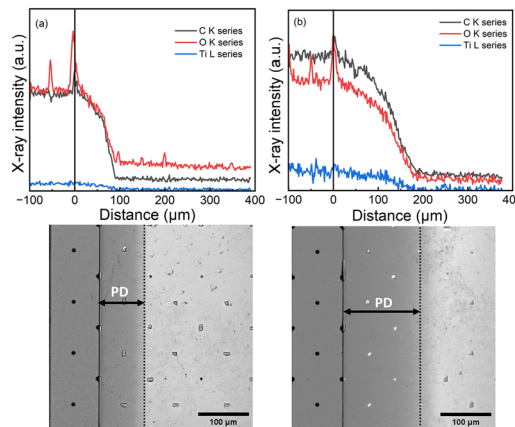 (a)
C K series
O K series
Ti L series
X-ray intensity (a.u.)
−100 0 100 200 300 400
Distance (µm)
(b)
C K series
O K series
Ti L series
X-ray intensity (a.u.)
−100 0 100 200 300 400
Distance (µm)
PD
100 µm
PD
100 µm